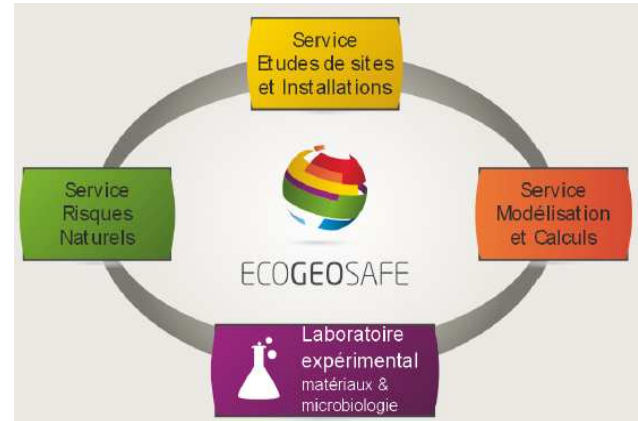 Service
Etudes de sites
et Installations
Service
Risques
Naturels
Service
Modélisation
et Calculs
ECOGEOSAFE
Laboratoire
expérimental
matériaux &
microbiologie